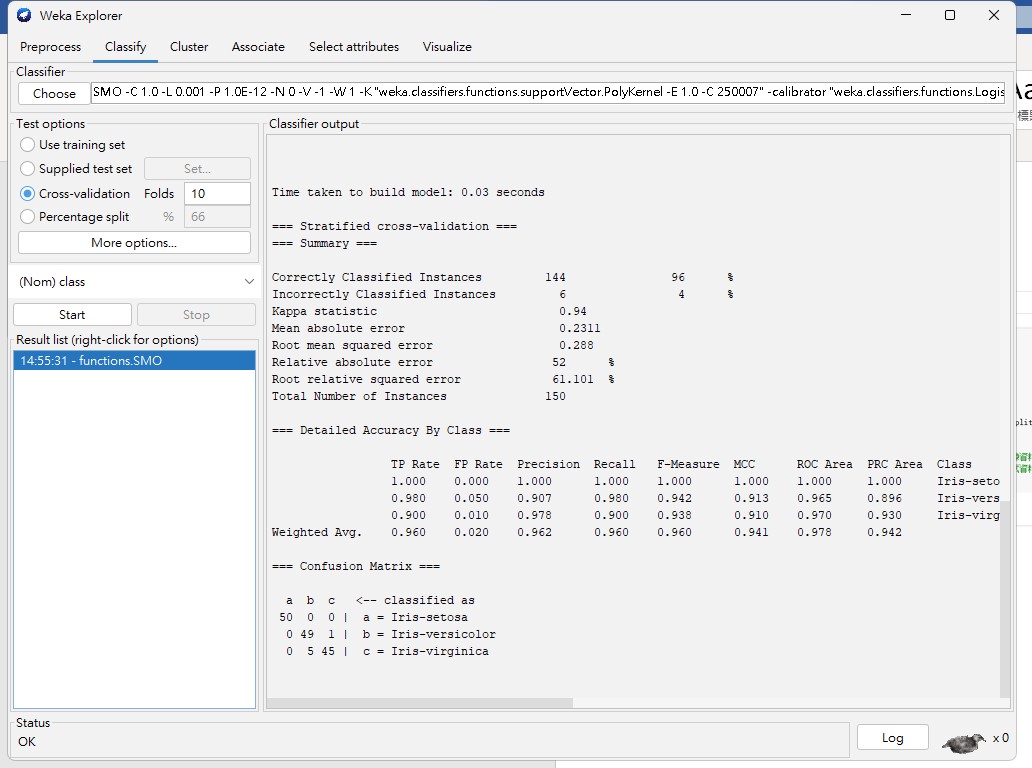 Weka Explorer
Preprocess Classify Cluster Associate Select attributes Visualize
Classifier
Choose SMO -C 1.0 -L 0.001 -P 1.0E-12 -N 0 -V -1 -W 1 -K "weka.classifiers.functions.supportVector.PolyKernel -E 1.0 -C 250007" -calibrator "weka.classifiers.functions.Logis
Test options
Use training set
Supplied test set Set...
Cross-validation Folds 10
Percentage split % 66
More options...
(Nom) class
Start Stop
Result list (right-click for options)
14:55:31 - functions.SMO
Classifier output
Time taken to build model: 0.03 seconds
=== Stratified cross-validation ===
=== Summary ===
Correctly Classified Instances 144 96 %
Incorrectly Classified Instances 6 4 %
Kappa statistic 0.94
Mean absolute error 0.2311
Root mean squared error 0.288
Relative absolute error 52 %
Root relative squared error 61.101 %
Total Number of Instances 150
=== Detailed Accuracy By Class ===
TP Rate FP Rate Precision Recall F-Measure MCC ROC Area PRC Area Class
1.000 0.000 1.000 1.000 1.000 1.000 1.000 1.000 Iris-seto
0.980 0.050 0.907 0.980 0.942 0.913 0.965 0.896 Iris-vers
0.900 0.010 0.978 0.900 0.938 0.910 0.970 0.930 Iris-virg
Weighted Avg. 0.960 0.020 0.962 0.960 0.960 0.941 0.978 0.942
=== Confusion Matrix ===
a b c <-- classified as
50 0 0 | a = Iris-setosa
0 49 1 | b = Iris-versicolor
0 5 45 | c = Iris-virginica
Status
OK
Log x 0